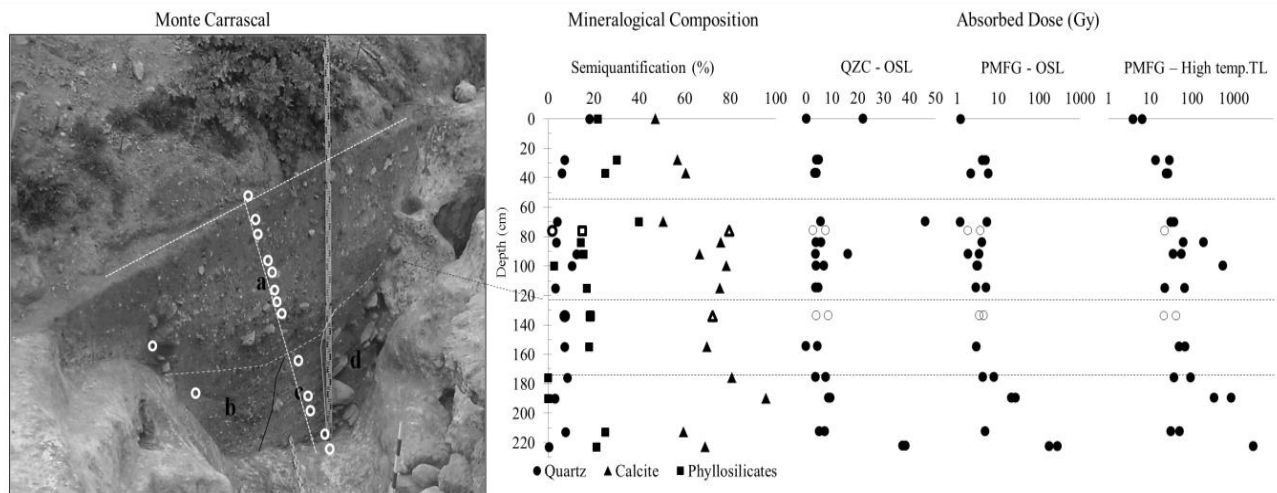 Monte Carrascal
Mineralogical Composition
Absorbed Dose (Gy)
Semiquantification (%)
QZC - OSL
PMFG - OSL
PMFG – High temp.TL
0 20 40 60 80 100
0 10 20 30 40 50
1 10 100 1000
1 10 100 1000
Depth (cm)
0
20
40
60
80
100
120
140
160
180
200
220
a
b
c
d
Quartz Calcite Phyllosilicates